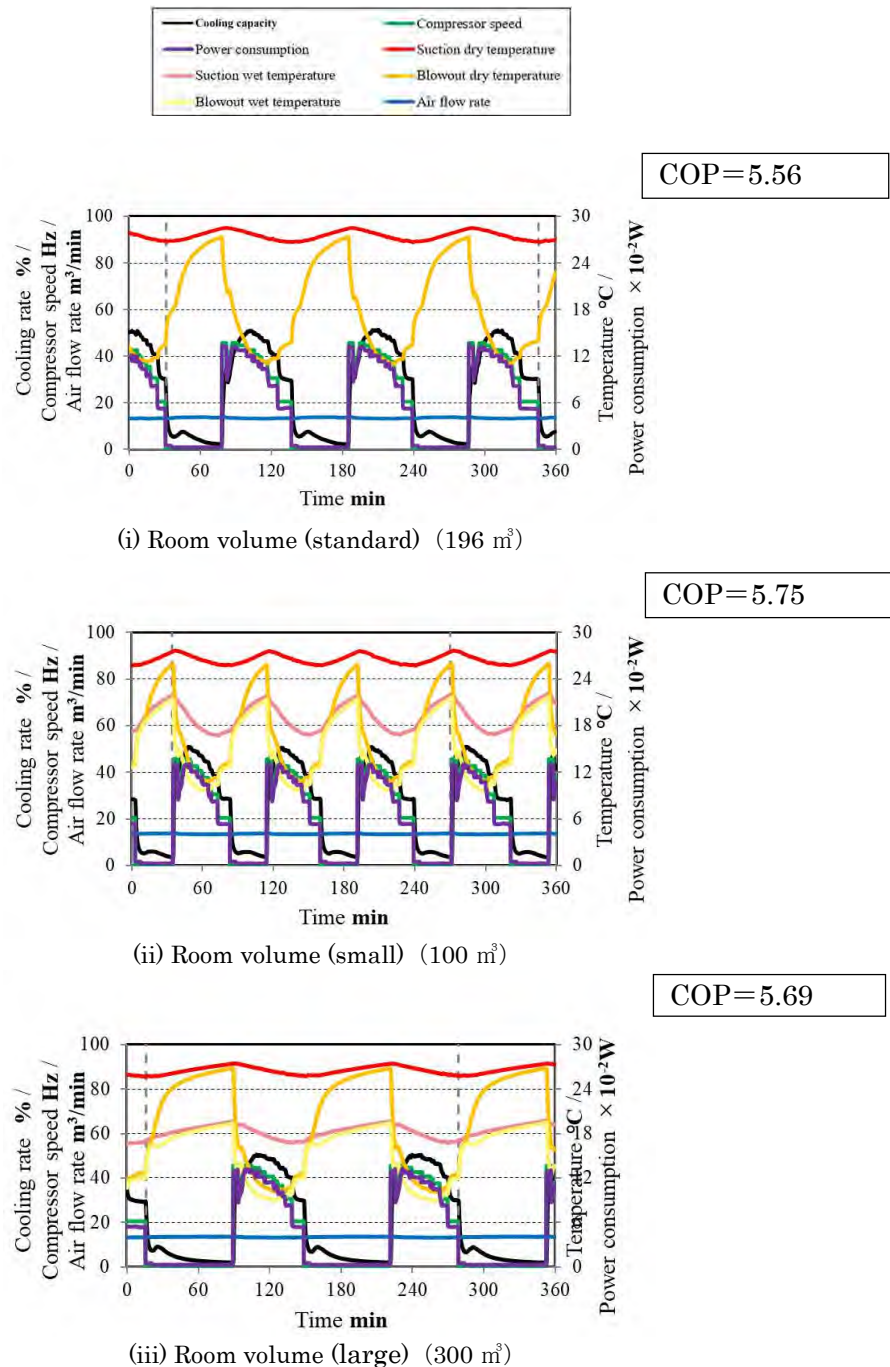 Cooling capacity Compressor speed
Power consumption Suction dry temperature
Suction wet temperature Blowout dry temperature
Blowout wet temperature Air flow rate
COP＝5.56
Cooling rate % /
Compressor speed Hz /
Air flow rate m³/min
100
80
60
40
20
0
30
24
18
12
6
0
Temperature °C /
Power consumption ×10⁻²W
0 60 120 180 240 300 360
Time min
(i) Room volume (standard) (196 ㎥)
COP＝5.75
Cooling rate % /
Compressor speed Hz /
Air flow rate m³/min
100
80
60
40
20
0
30
24
18
12
6
0
Temperature °C /
Power consumption ×10⁻²W
0 60 120 180 240 300 360
Time min
(ii) Room volume (small) (100 ㎥)
COP＝5.69
Cooling rate % /
Compressor speed Hz /
Air flow rate m³/min
100
80
60
40
20
0
30
24
18
12
0
Temperature °C /
Power consumption ×10⁻²W
0 60 120 180 240 300 360
Time min
(iii) Room volume (large) (300 ㎥)